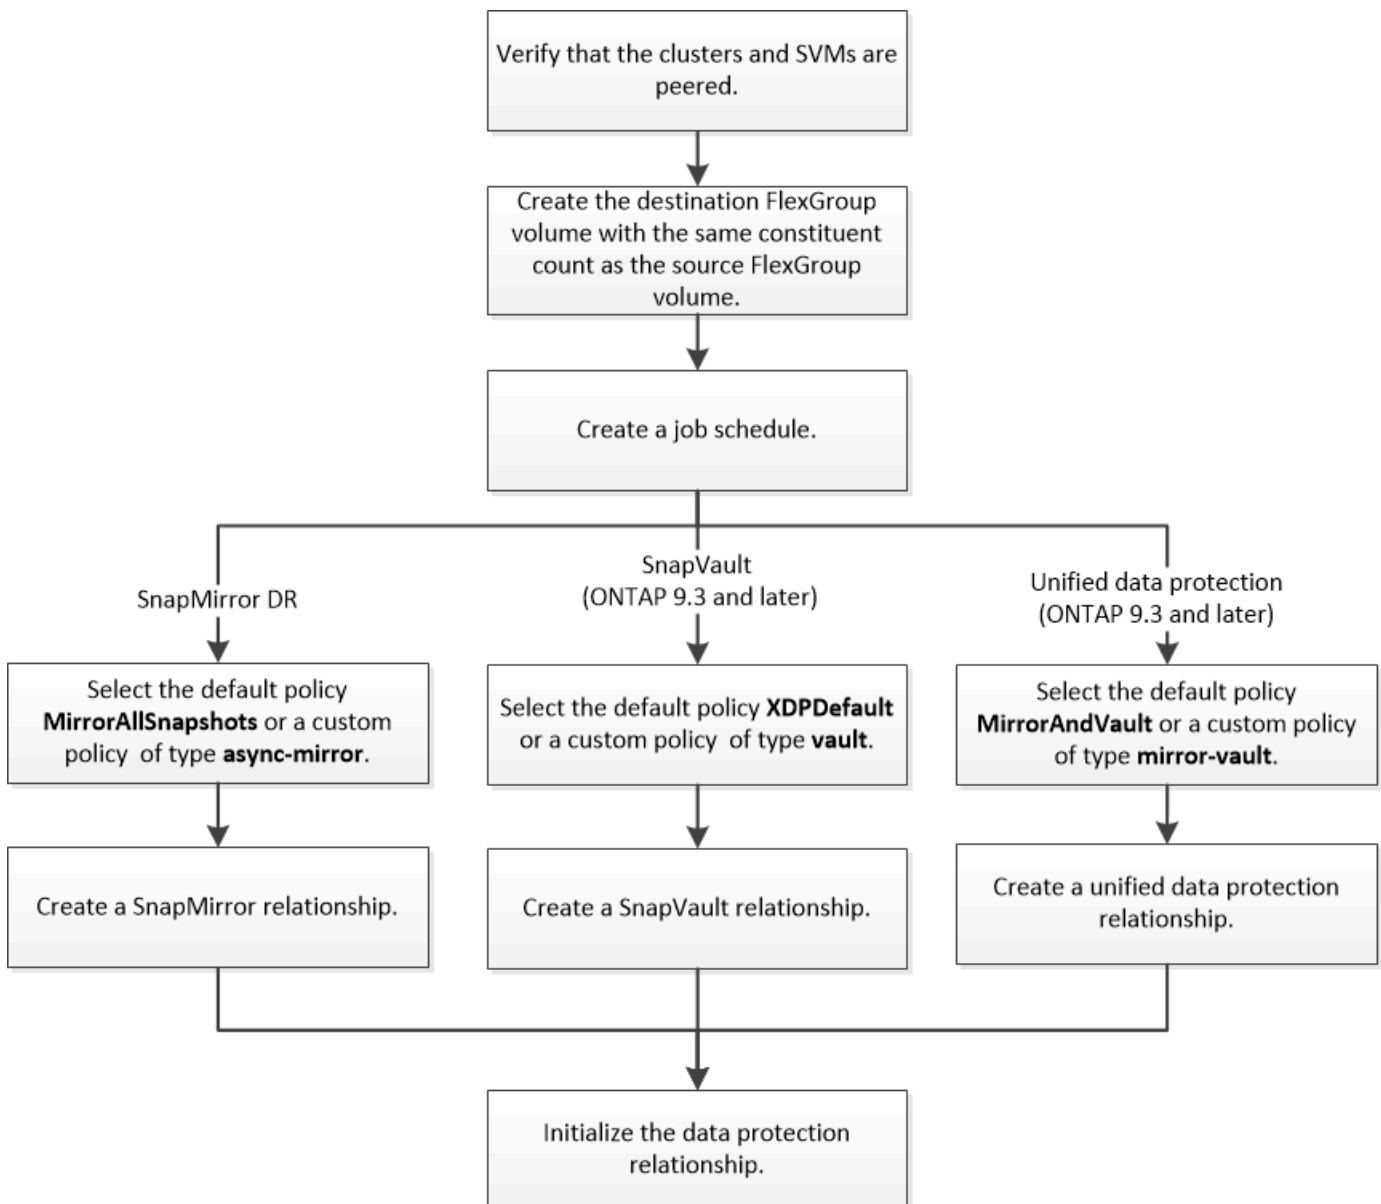 Verify that the clusters and SVMs are
peered.
Create the destination FlexGroup
volume with the same constituent
count as the source FlexGroup
volume.
Create a job schedule.
SnapMirror DR
SnapVault
(ONTAP 9.3 and later)
Unified data protection
(ONTAP 9.3 and later)
Select the default policy
MirrorAllSnapshots or a custom
policy of type async-mirror.
Select the default policy XDPDefault
or a custom policy of type vault.
Select the default policy
MirrorAndVault or a custom policy
of type mirror-vault.
Create a SnapMirror relationship.
Create a SnapVault relationship.
Create a unified data protection
relationship.
Initialize the data protection
relationship.